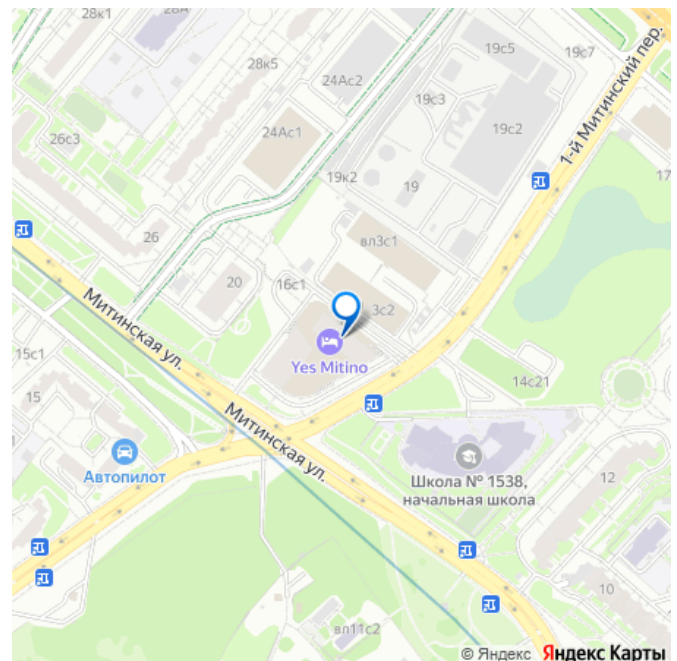 28к1
28А
19с5
19с7
28к5
24Ас2
1-й Митинский пер.
19с3
19с2
24Ас1
26с3
19к2
19
17
26
вл3с1
20
16с1
Митинская ул.
3с2
15с1
Yes Mitino
14с21
15
Митинская ул.
Автопилот
Школа № 1538,
начальная школа
12
10
вл11с2
© Яндекс Яндекс Карты